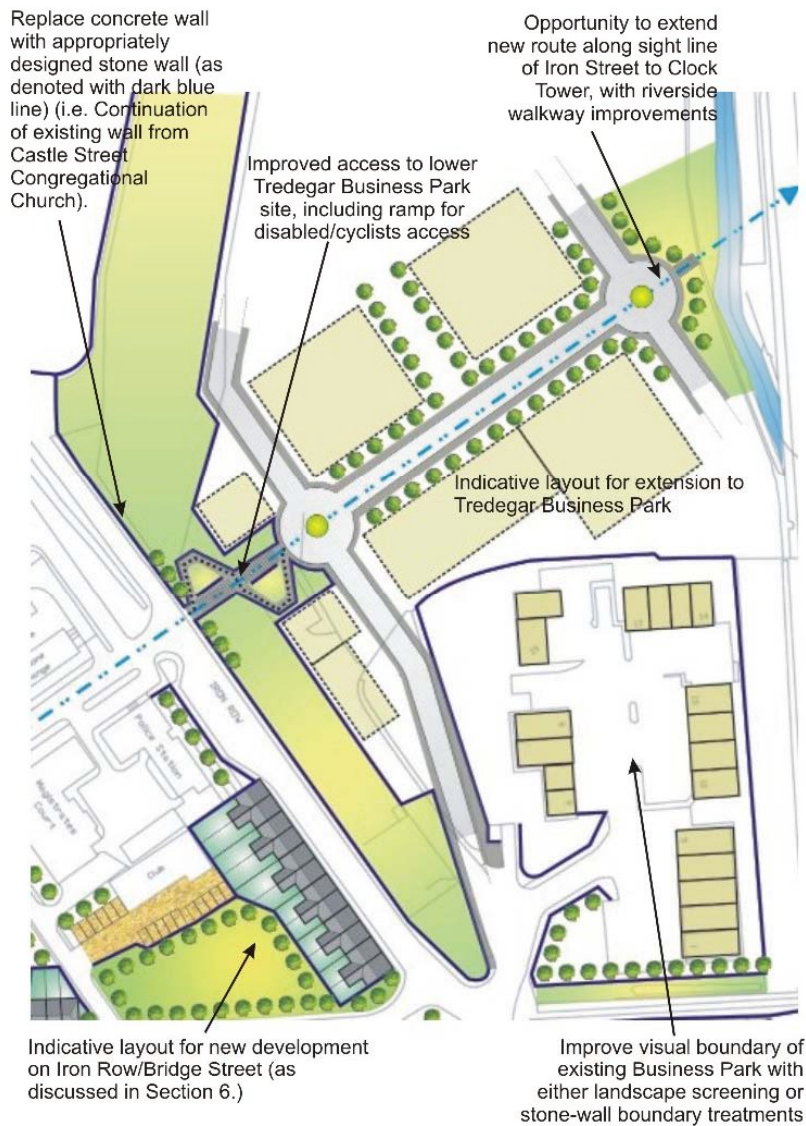 Replace concrete wall
with appropriately
designed stone wall (as
denoted with dark blue
line) (i.e. Continuation
of existing wall from
Castle Street
Congregational
Church).
Opportunity to extend
new route along sight line
of Iron Street to Clock
Tower, with riverside
walkway improvements
Improved access to lower
Tredegar Business Park
site, including ramp for
disabled/cyclists access
Indicative layout for extension to
Tredegar Business Park
IRON ROW
Police Station
Magistrates
Court
Club
Indicative layout for new development
on Iron Row/Bridge Street (as
discussed in Section 6.)
Improve visual boundary of
existing Business Park with
either landscape screening or
stone-wall boundary treatments